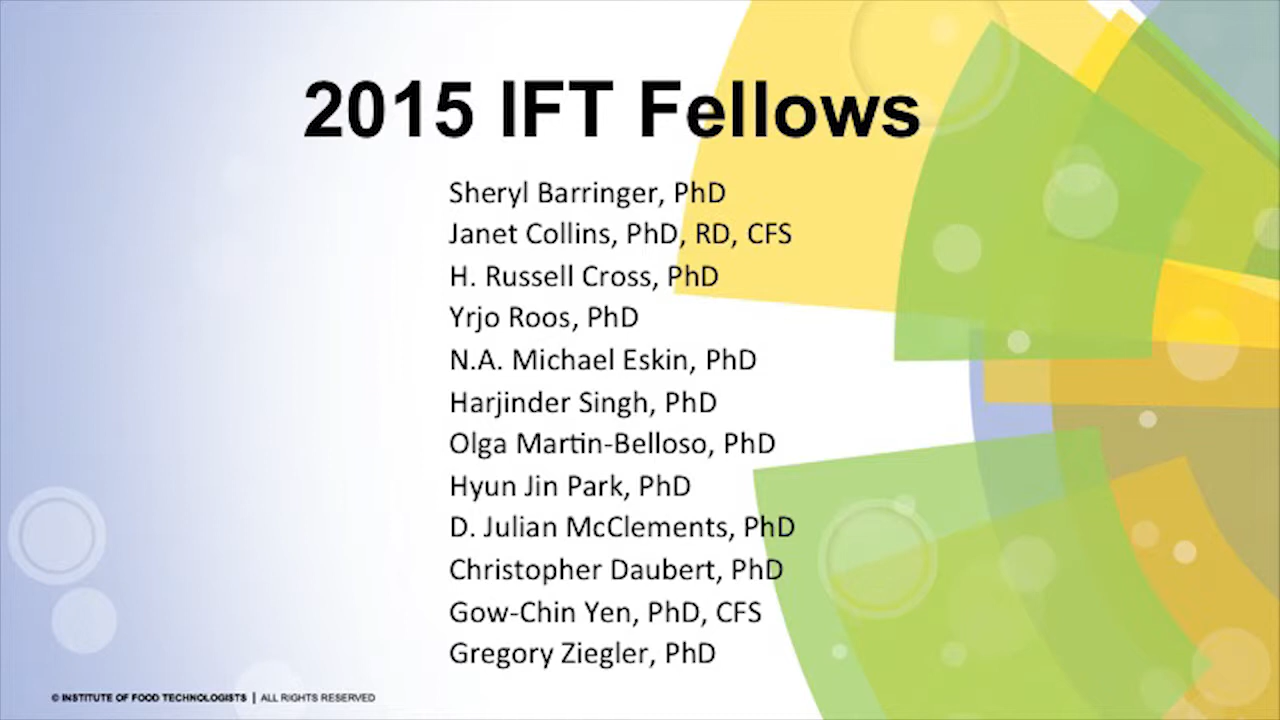 2015 IFT Fellows
Sheryl Barringer, PhD
Janet Collins, PhD, RD, CFS
H. Russell Cross, PhD
Yrjo Roos, PhD
N.A. Michael Eskin, PhD
Harjinder Singh, PhD
Olga Martin-Belloso, PhD
Hyun Jin Park, PhD
D. Julian McClements, PhD
Christopher Daubert, PhD
Gow-Chin Yen, PhD, CFS
Gregory Ziegler, PhD
© INSTITUTE OF FOOD TECHNOLOGISTS | ALL RIGHTS RESERVED